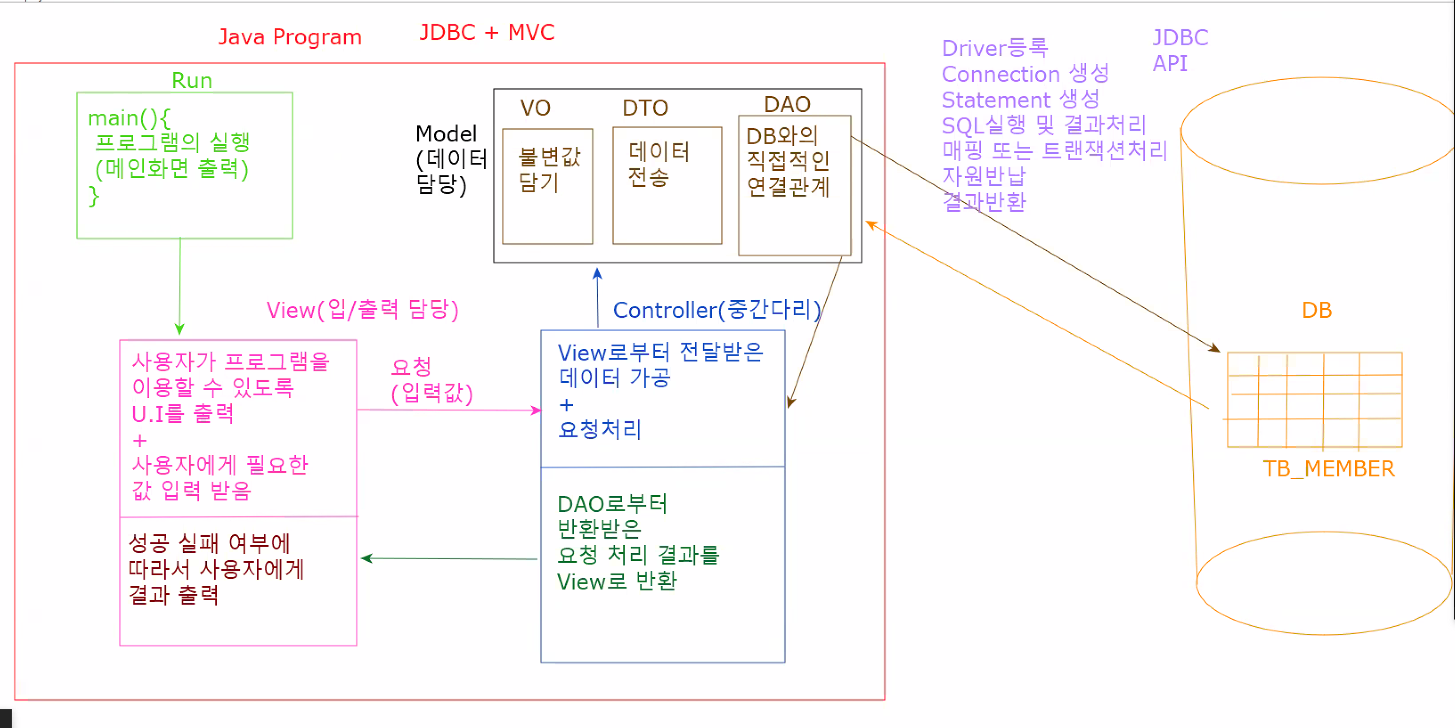 Java Program
JDBC + MVC
Run
main(){
프로그램의 실행
(메인화면 출력)
}
Model
(데이터
담당)
VO
불변값
담기
DTO
데이터
전송
DAO
DB와의
직접적인
연결관계
Driver등록
Connection 생성
Statement 생성
SQL실행 및 결과처리
매핑 또는 트랜잭션처리
자원반납
결과반환
JDBC
API
View(입/출력 담당)
사용자가 프로그램을
이용할 수 있도록
U.I를 출력
+
사용자에게 필요한
값 입력 받음
성공 실패 여부에
따라서 사용자에게
결과 출력
요청
(입력값)
Controller(중간다리)
View로부터 전달받은
데이터 가공
+
요청처리
DAO로부터
반환받은
요청 처리 결과를
View로 반환
DB
TB_MEMBER